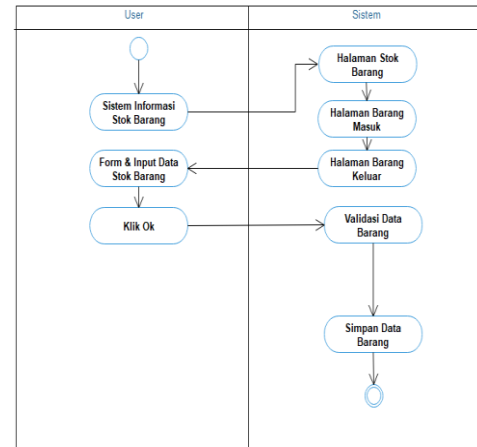 User
Sistem
Halaman Stok
Barang
Sistem Informasi
Stok Barang
Halaman Barang
Masuk
Form & Input Data
Stok Barang
Halaman Barang
Keluar
Klik Ok
Validasi Data
Barang
Simpan Data
Barang